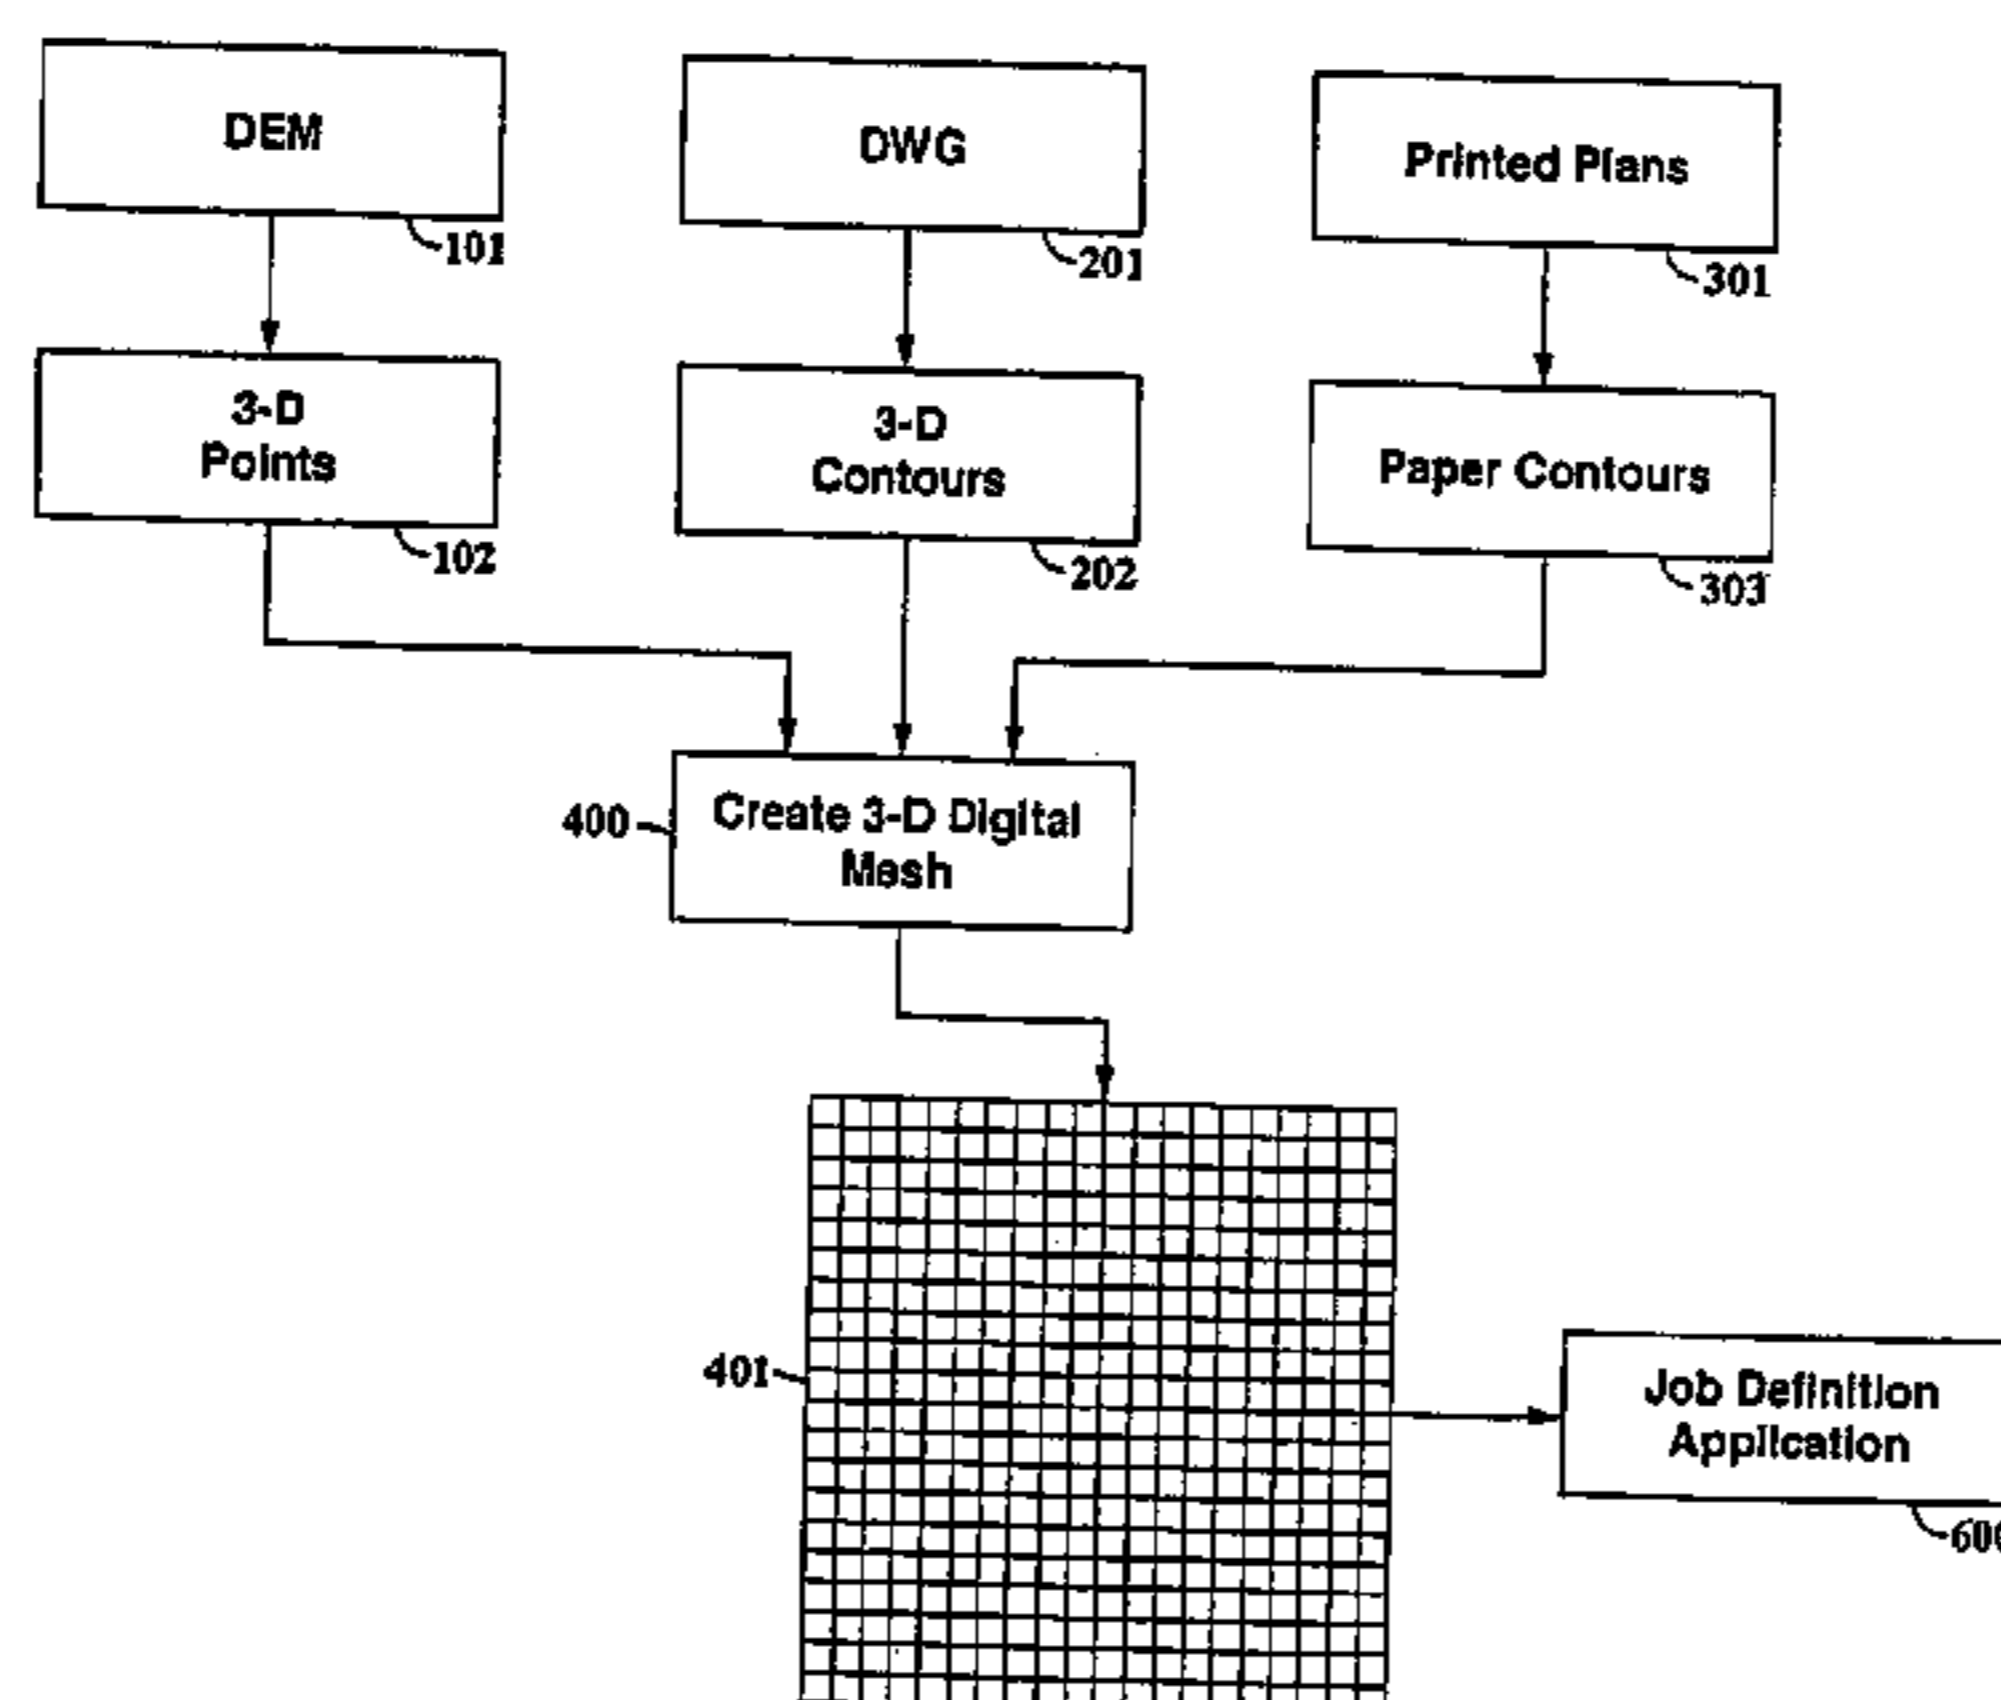 DEM
DWG
Printed Plans
101
201
301
3-D
Points
3-D
Contours
Paper Contours
102
202
303
400
Create 3-D Digital
Mesh
401
Job Definition
Application